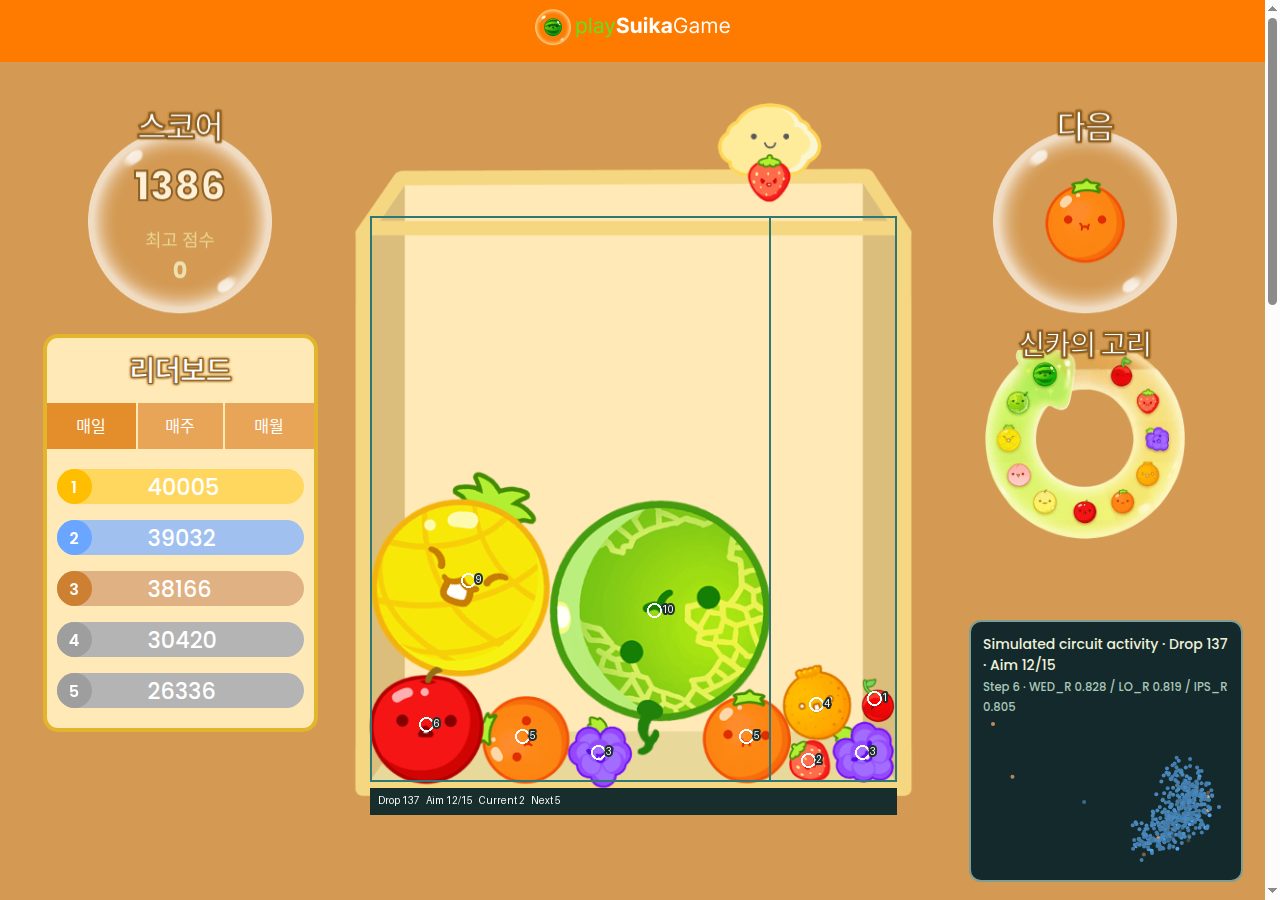 playSuikaGame
스코어
1386
최고 점수
0
다음
신카의 고리
리더보드
매일 매주 매월
1 40005
2 39032
3 38166
4 30420
5 26336
9
10
6
5
3
5
4
1
2
3
Drop 137 Aim 12/15 Current 2 Next 5
Simulated circuit activity · Drop 137
· Aim 12/15
Step 6 · WED_R 0.828 / LO_R 0.819 / IPS_R
0.805